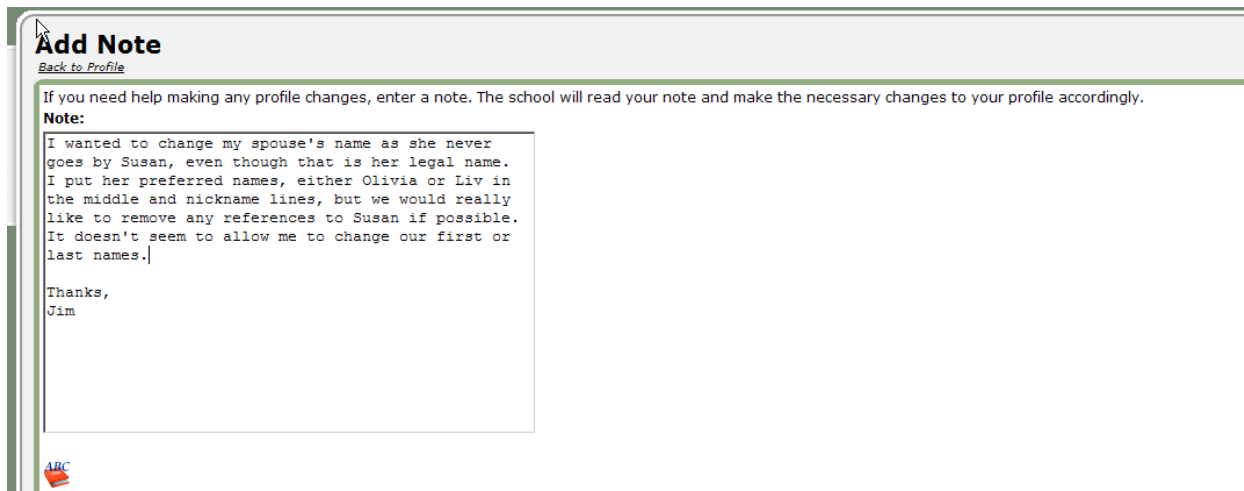 Add Note
Back to Profile
If you need help making any profile changes, enter a note. The school will read your note and make the necessary changes to your profile accordingly.
Note:
I wanted to change my spouse's name as she never
goes by Susan, even though that is her legal name.
I put her preferred names, either Olivia or Liv in
the middle and nickname lines, but we would really
like to remove any references to Susan if possible.
It doesn't seem to allow me to change our first or
last names.
Thanks,
Jim
ABC